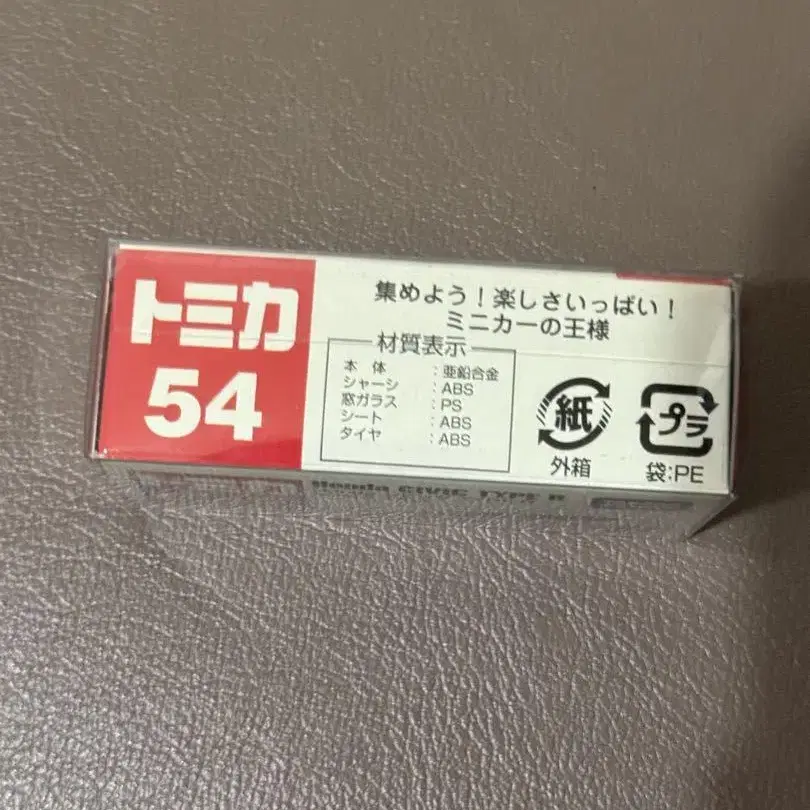 トミカ
54
集めよう！楽しさいっぱい！
ミニカーの王様
材質表示
本体：亜鉛合金
シャーシ：ABS
窓ガラス：PS
シート：ABS
タイヤ：ABS
紙
外箱
プラ
袋:PE